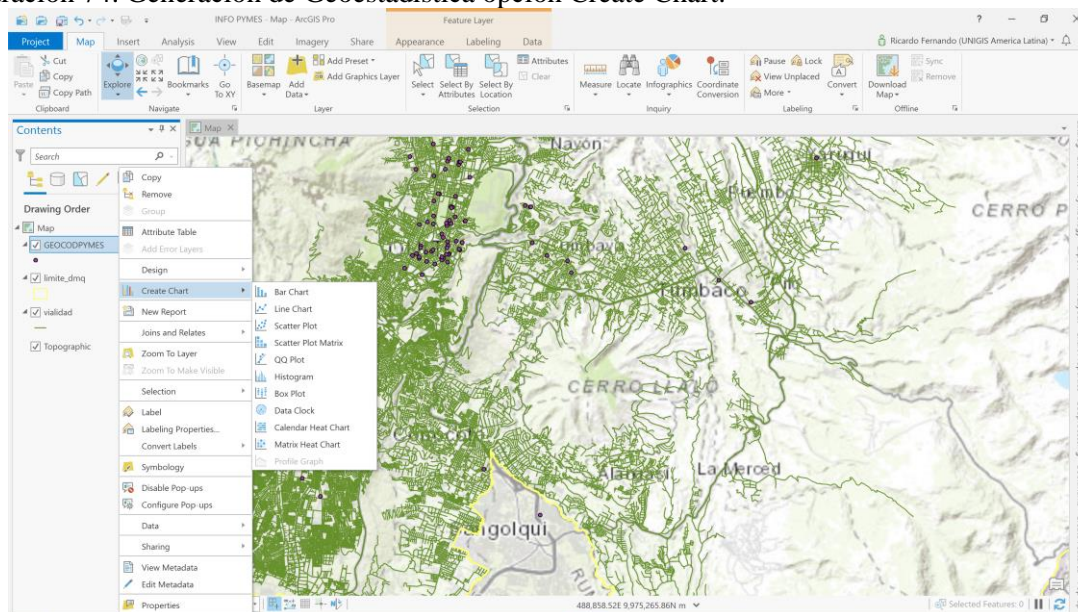 ración 74. Generación de Geoestadística opción Create Chart.
INFO PYMES - Map - ArcGIS Pro
Feature Layer
Project Map Insert Analysis View Edit Imagery Share Appearance Labeling Data
Ricardo Fernando (UNIGIS America Latina)
Paste
Cut
Copy
Copy Path
Clipboard
Explore
Bookmarks
Go To XY
Navigate
Basemap
Add Data
Add Preset
Add Graphics Layer
Layer
Select
Select By Attributes
Select By Location
Attributes
Clear
Selection
Measure
Locate
Infographics
Coordinate Conversion
Inquiry
Pause
Lock
View Unplaced
More
Convert
Labeling
Download Map
Sync
Remove
Offline
Contents
Search
Drawing Order
Map
GEOCODPYMES
limite_dmq
vialidad
Topographic
Copy
Remove
Group
Attribute Table
Add Error Layers
Design
Create Chart
New Report
Joins and Relates
Zoom To Layer
Zoom To Make Visible
Selection
Label
Labeling Properties...
Convert Labels
Symbology
Disable Pop-ups
Configure Pop-ups
Data
Sharing
View Metadata
Edit Metadata
Properties
Bar Chart
Line Chart
Scatter Plot
Scatter Plot Matrix
QQ Plot
Histogram
Box Plot
Data Clock
Calendar Heat Chart
Matrix Heat Chart
Profile Graph
Map
PICHINCHA
Nayón
CERRO P
Tumbaco
CERRO
La Merced
golqui
488,858.52E 9,975,265.86N m
Selected Features: 0